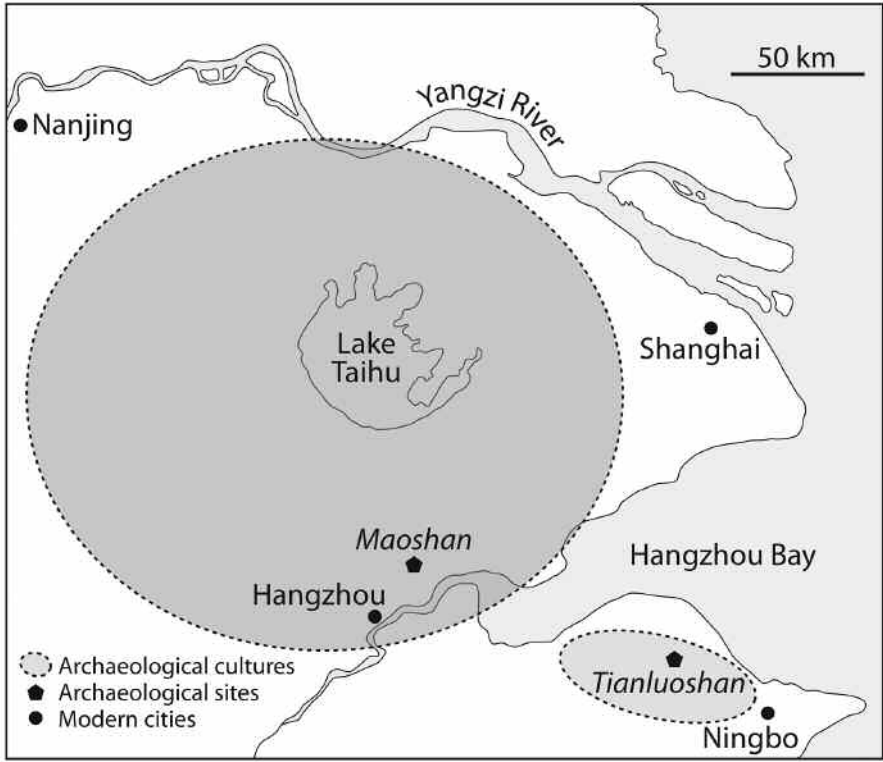 50 km
Yangzi River
Nanjing
Lake
Taihu
Shanghai
Maoshan
Hangzhou Bay
Hangzhou
Archaeological cultures
Archaeological sites
Modern cities
Tianluoshan
Ningbo